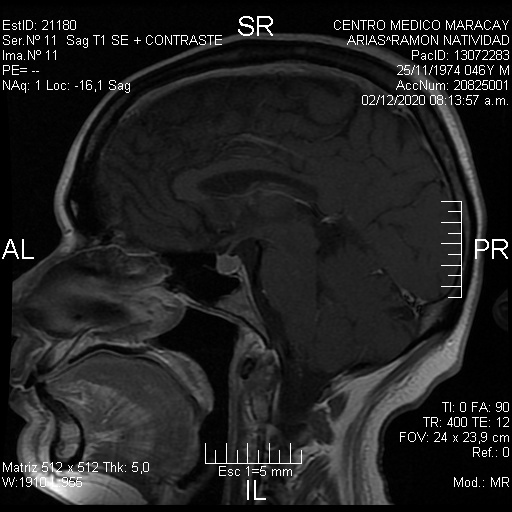 EstID: 21180
Ser.Nº 11 Sag T1 SE + CONTRASTE
Ima.Nº 11
PE= --
NAq: 1 Loc: -16,1 Sag
SR
CENTRO MEDICO MARACAY
ARIAS^RAMON NATIVIDAD
PacID: 13072283
25/11/1974 046Y M
AccNum: 20825001
02/12/2020 08:13:57 a.m.
AL
PR
TI: 0 FA: 90
TR: 400 TE: 12
FOV: 24 x 23,9 cm
Ref.: 0
Mod.: MR
Matriz 512 x 512 Thk: 5,0
W:1910 L:955
Esc 1=5 mm
IL